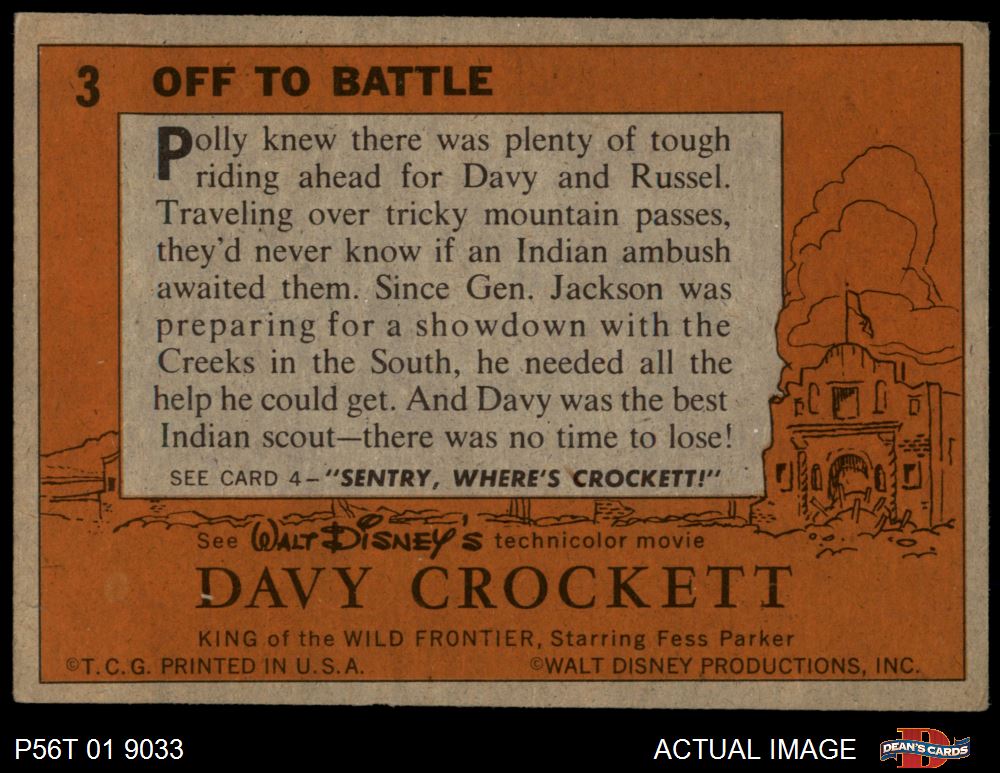 3 OFF TO BATTLE
Polly knew there was plenty of tough
riding ahead for Davy and Russel.
Traveling over tricky mountain passes,
they'd never know if an Indian ambush
awaited them. Since Gen. Jackson was
preparing for a showdown with the
Creeks in the South, he needed all the
help he could get. And Davy was the best
Indian scout—there was no time to lose!
SEE CARD 4–"SENTRY, WHERE'S CROCKETT!"
See WALT DISNEY'S technicolor movie
DAVY CROCKETT
KING of the WILD FRONTIER, Starring Fess Parker
©T.C.G. PRINTED IN U.S.A. ©WALT DISNEY PRODUCTIONS, INC.
P56T 01 9033 ACTUAL IMAGE DEAN'S CARDS